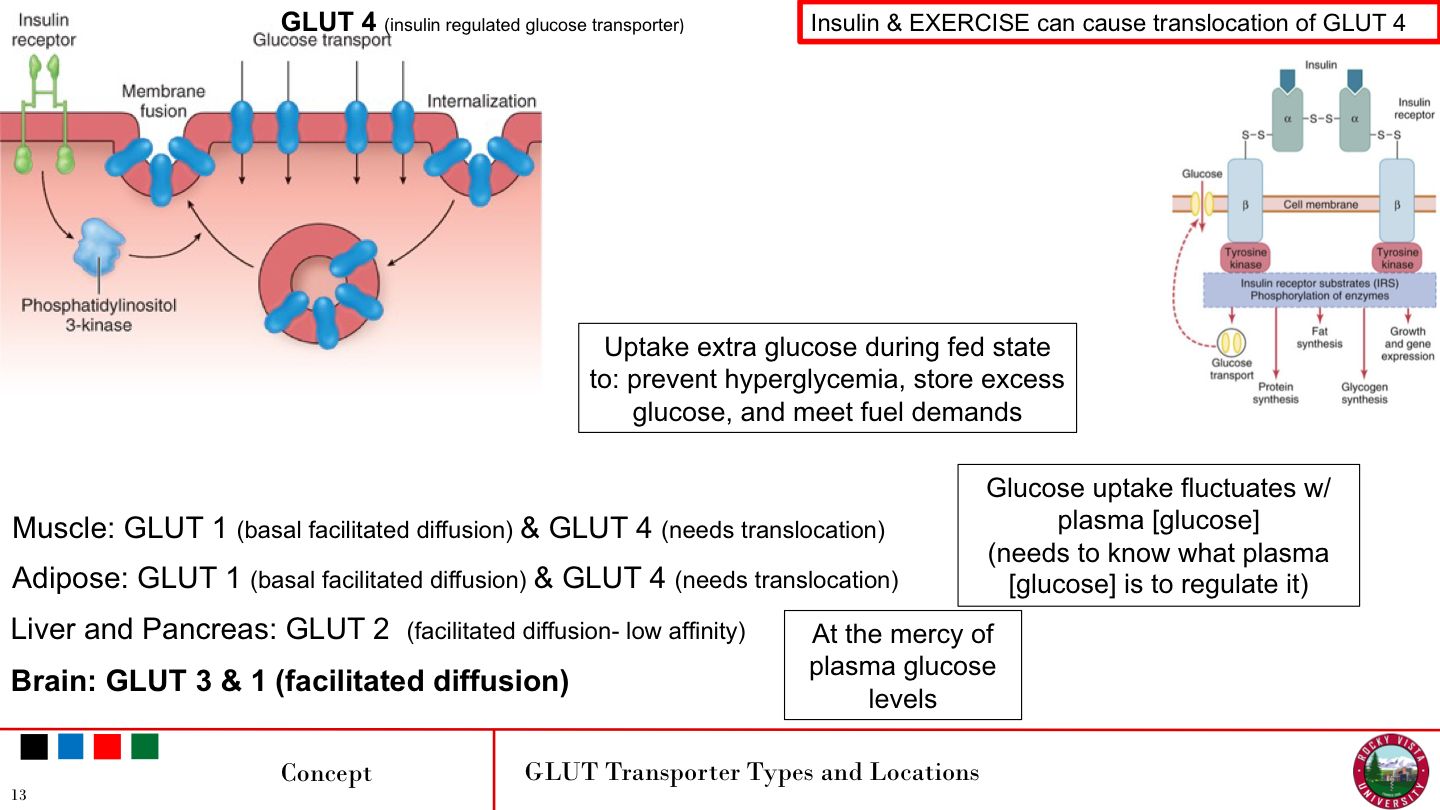 GLUT 4 (insulin regulated glucose transporter)
Insulin & EXERCISE can cause translocation of GLUT 4
Insulin
receptor
Glucose transport
Membrane
fusion
Internalization
Phosphatidylinositol
3-kinase
Insulin
Insulin
receptor
α
α
S-S
S-S
S-S
Glucose
β
Cell membrane
β
Tyrosine
kinase
Tyrosine
kinase
Insulin receptor substrates (IRS)
Phosphorylation of enzymes
Glucose
transport
Protein
synthesis
Fat
synthesis
Glycogen
synthesis
Growth
and gene
expression
Uptake extra glucose during fed state
to: prevent hyperglycemia, store excess
glucose, and meet fuel demands
Glucose uptake fluctuates w/
plasma [glucose]
(needs to know what plasma
[glucose] is to regulate it)
Muscle: GLUT 1 (basal facilitated diffusion) & GLUT 4 (needs translocation)
Adipose: GLUT 1 (basal facilitated diffusion) & GLUT 4 (needs translocation)
Liver and Pancreas: GLUT 2 (facilitated diffusion- low affinity)
Brain: GLUT 3 & 1 (facilitated diffusion)
At the mercy of
plasma glucose
levels
Concept
GLUT Transporter Types and Locations
13
ROCKY VISTA
UNIVERSITY